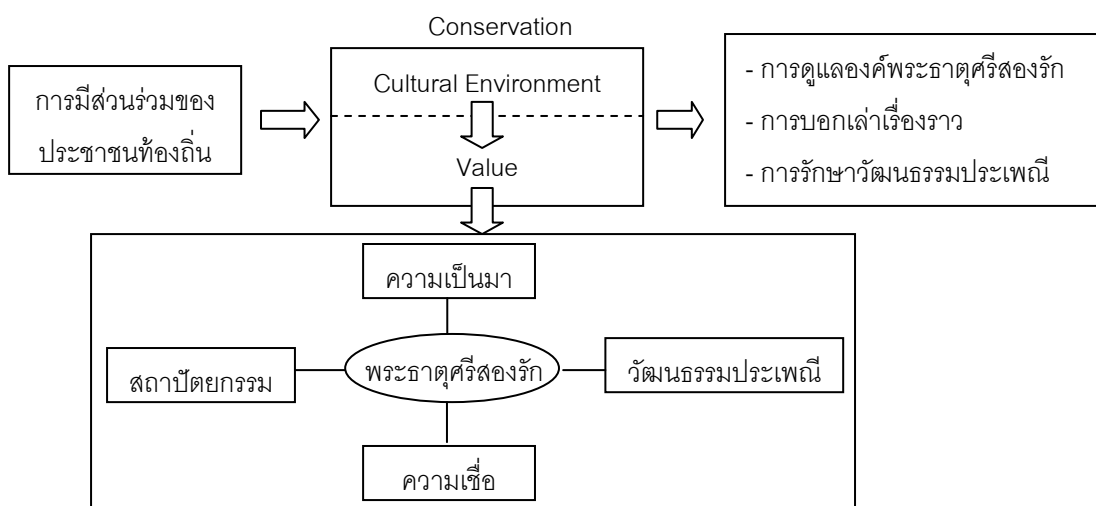 Conservation
การมีส่วนร่วมของ
ประชาชนท้องถิ่น
Cultural Environment
Value
- การดูแลองค์พระธาตุศรีสองรัก
- การบอกเล่าเรื่องราว
- การรักษาวัฒนธรรมประเพณี
ความเป็นมา
สถาปัตยกรรม
พระธาตุศรีสองรัก
วัฒนธรรมประเพณี
ความเชื่อ